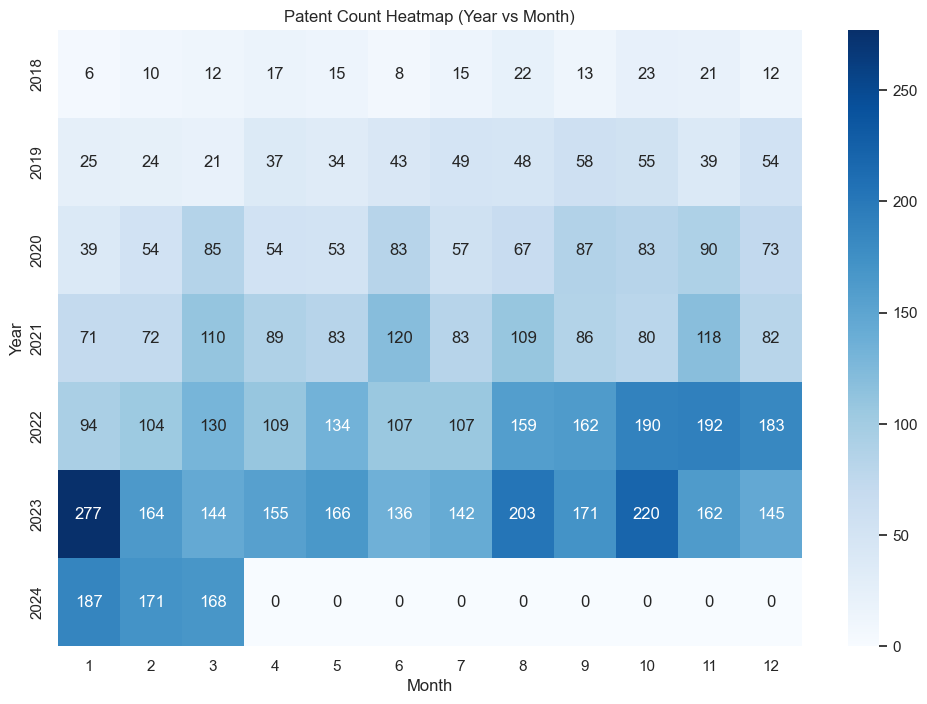 Patent Count Heatmap (Year vs Month)
2018 6 10 12 17 15 8 15 22 13 23 21 12
2019 25 24 21 37 34 43 49 48 58 55 39 54
2020 39 54 85 54 53 83 57 67 87 83 90 73
2021 71 72 110 89 83 120 83 109 86 80 118 82
2022 94 104 130 109 134 107 107 159 162 190 192 183
2023 277 164 144 155 166 136 142 203 171 220 162 145
2024 187 171 168 0 0 0 0 0 0 0 0 0
1 2 3 4 5 6 7 8 9 10 11 12
Month
Year
250
200
150
100
50
0